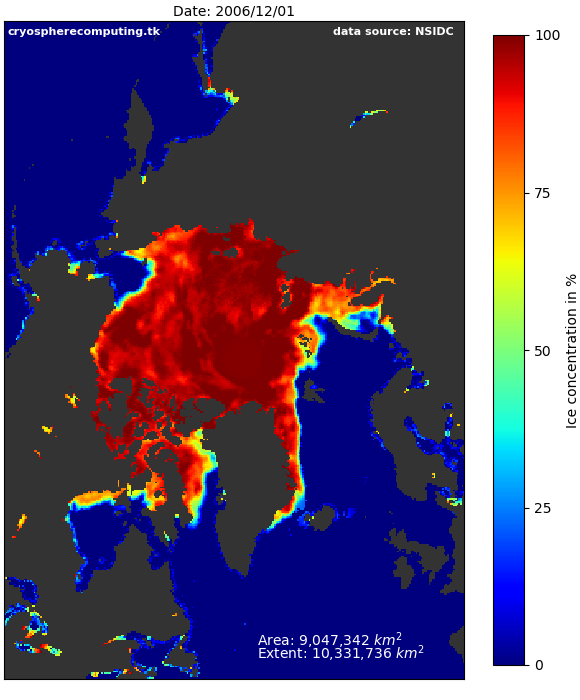 Date: 2006/12/01
cryospherecomputing.tk data source: NSIDC
100
75
50
25
0
Ice concentration in %
Area: 9,047,342 km²
Extent: 10,331,736 km²